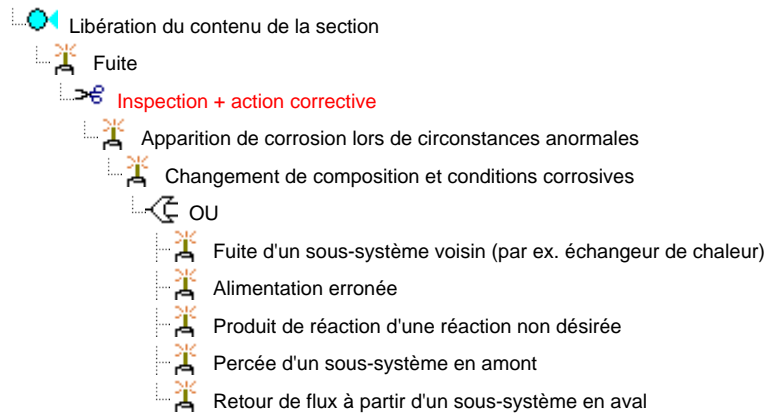 Libération du contenu de la section
Fuite
Inspection + action corrective
Apparition de corrosion lors de circonstances anormales
Changement de composition et conditions corrosives
OU
Fuite d'un sous-système voisin (par ex. échangeur de chaleur)
Alimentation erronée
Produit de réaction d'une réaction non désirée
Percée d'un sous-système en amont
Retour de flux à partir d'un sous-système en aval